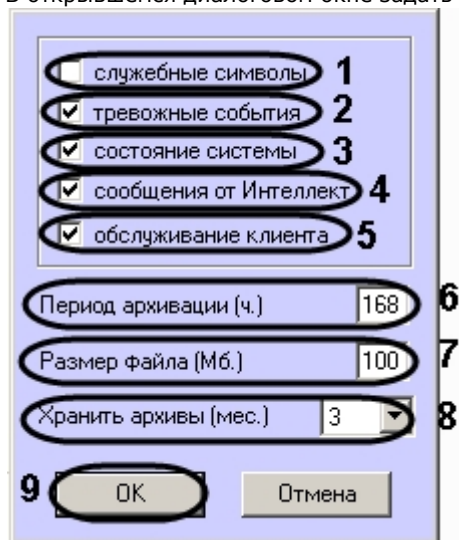 В открывшемся диалоговом окне задать
служебные символы 1
тревожные события 2
состояние системы 3
сообщения от Интеллект 4
обслуживание клиента 5
Период архивации (ч.) 168 6
Размер файла (Мб.) 100 7
Хранить архивы (мес.) 3 8
9 OK Отмена